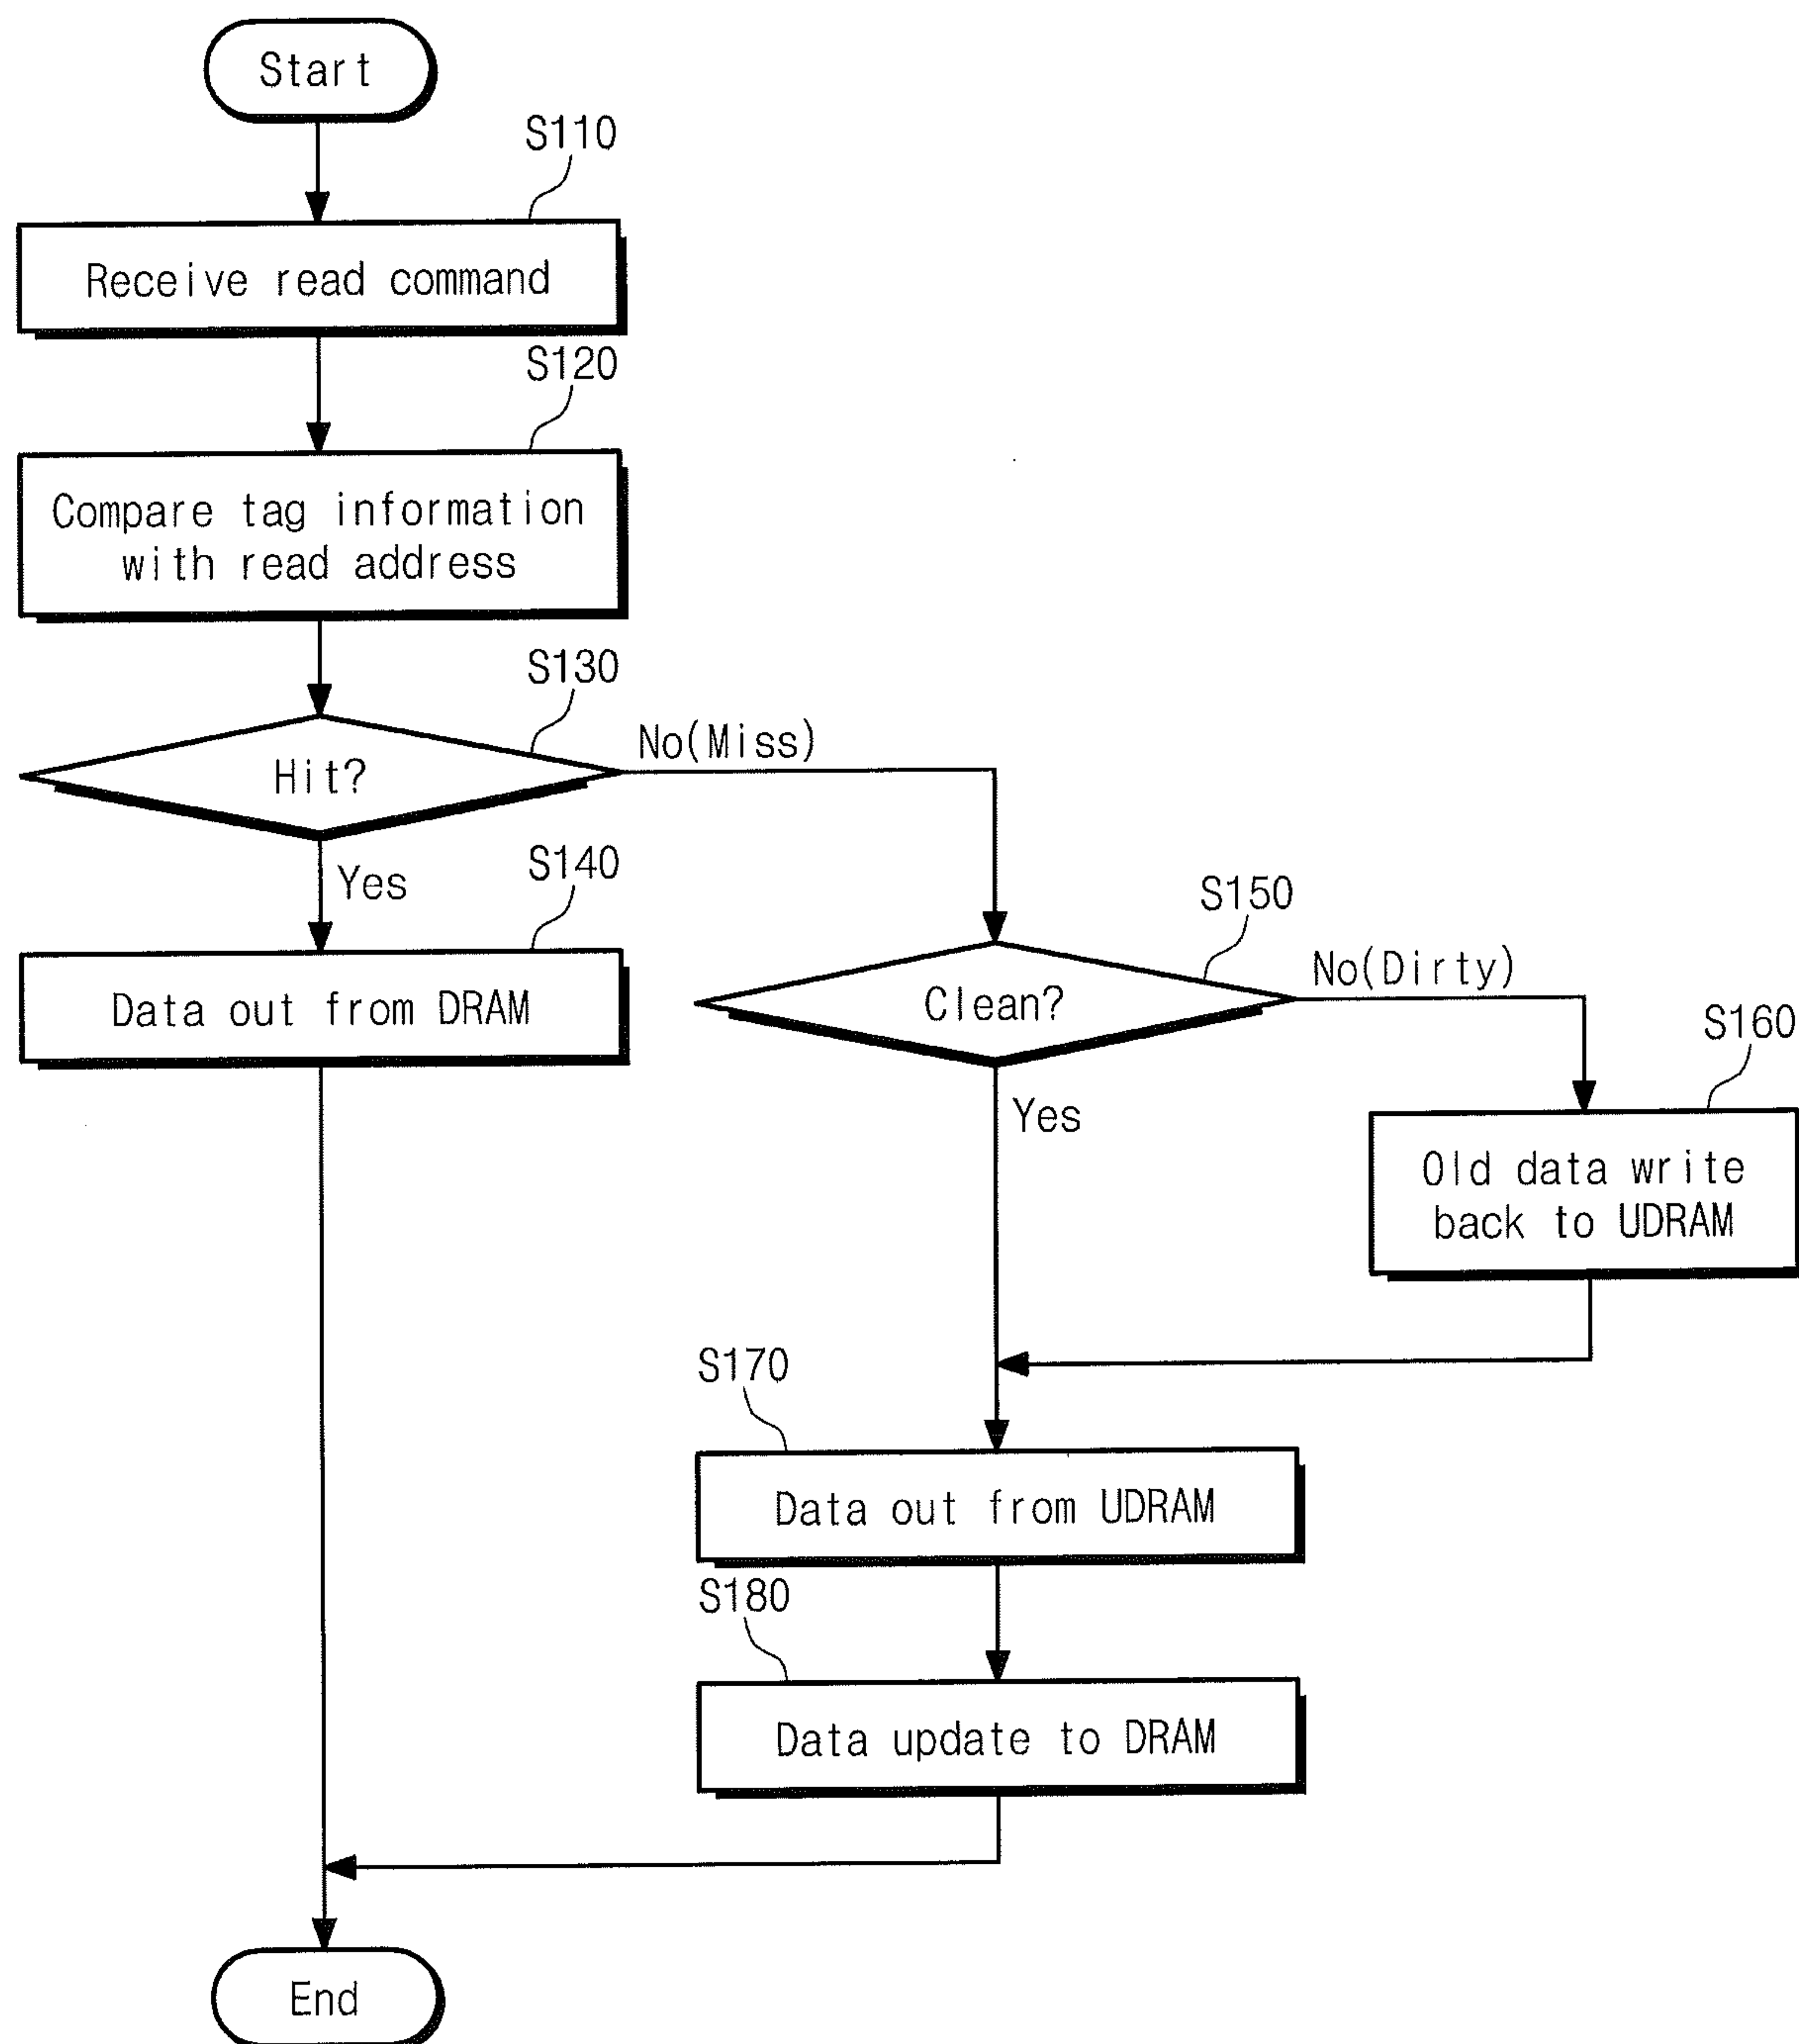 Start
S110
Receive read command
S120
Compare tag information
with read address
S130
Hit?
No(Miss)
Yes
S140
Data out from DRAM
S150
Clean?
No(Dirty)
Yes
S160
Old data write
back to UDRAM
S170
Data out from UDRAM
S180
Data update to DRAM
End